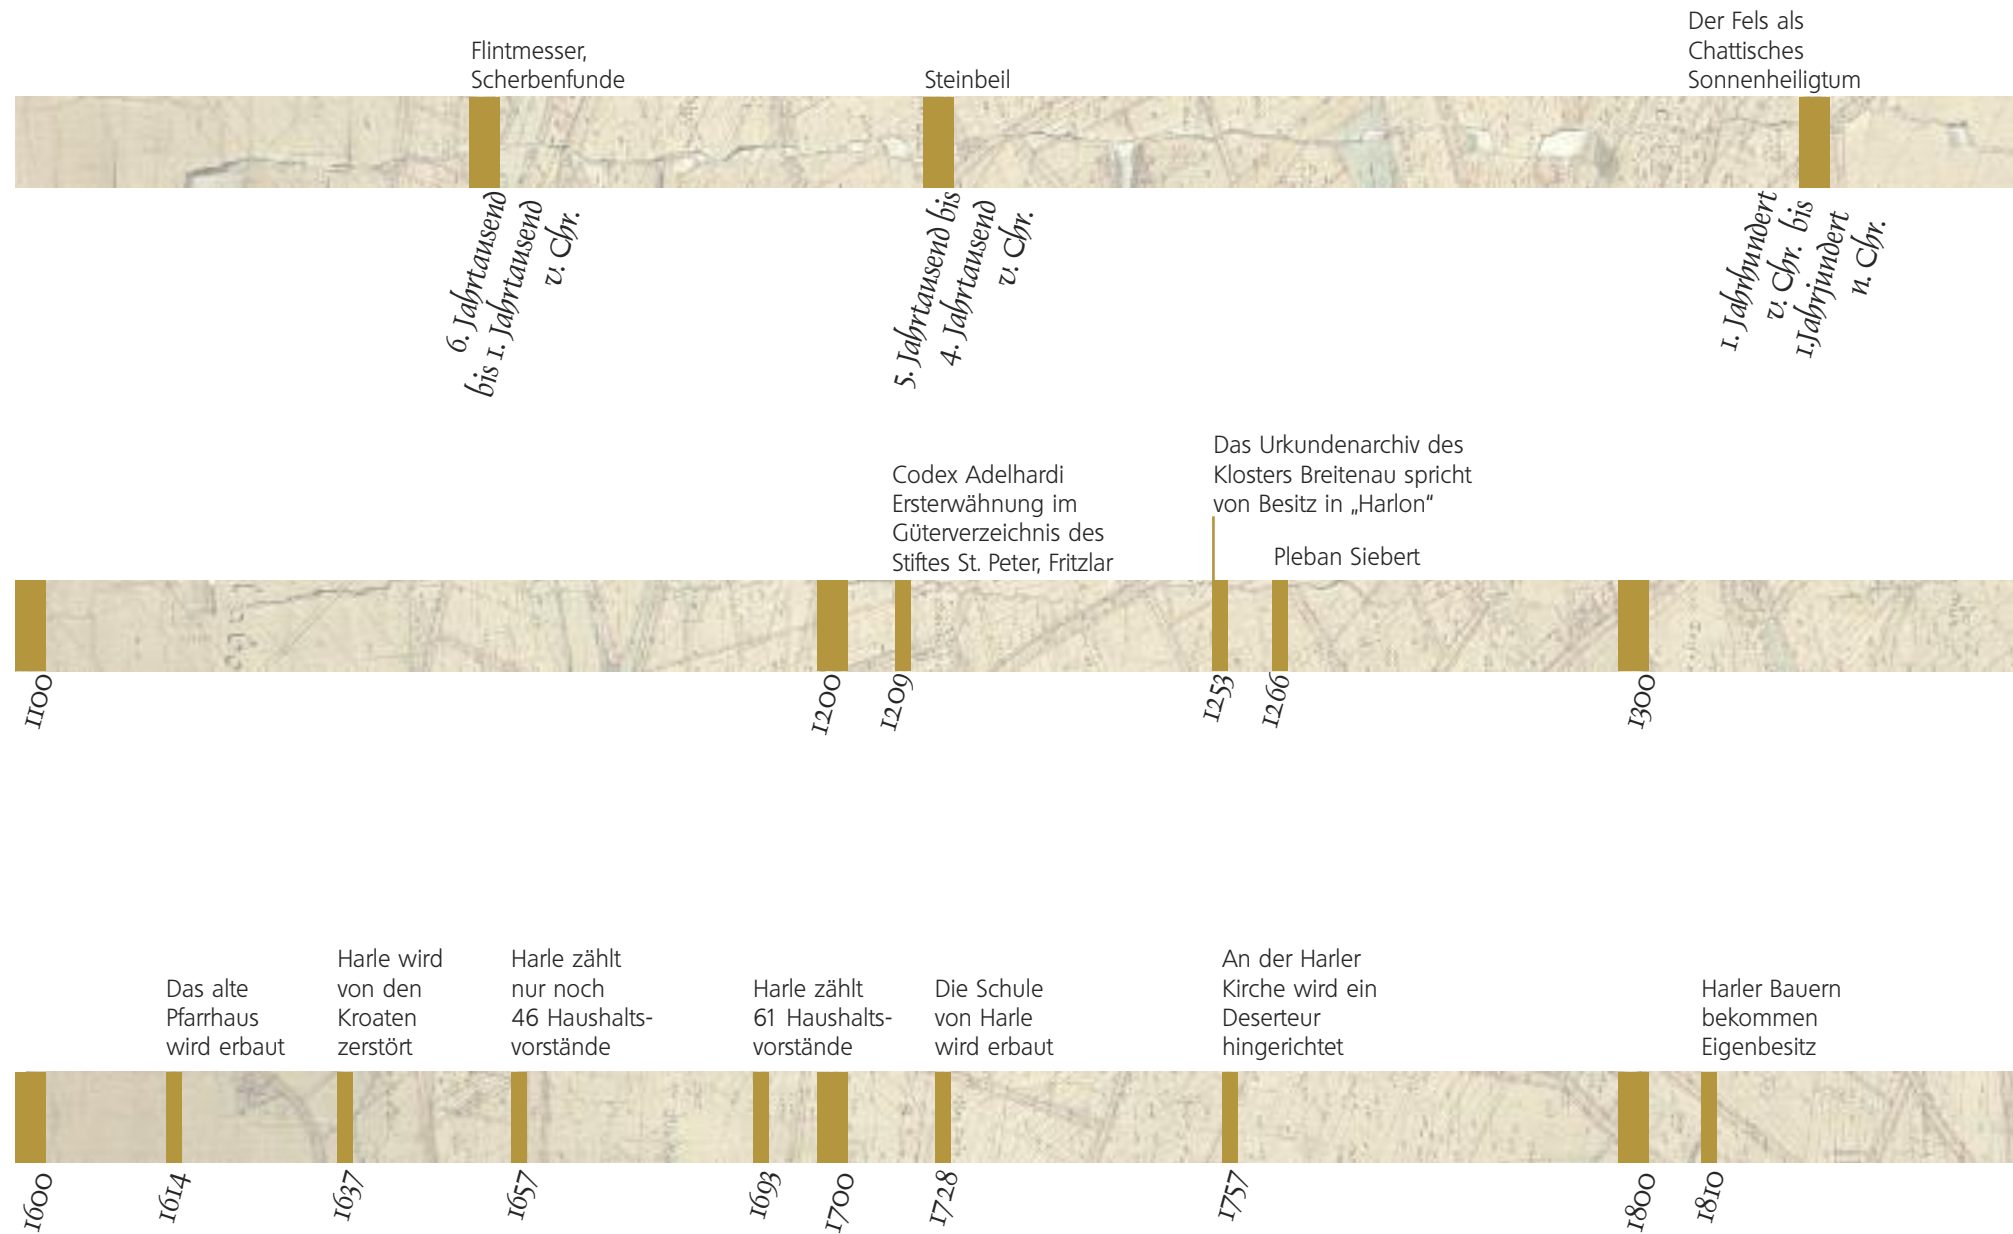 Flintmesser,
Scherbenfunde
Steinbeil
Der Fels als
Chattisches
Sonnenheiligtum
6. Jahrtausend
bis 1. Jahrtausend
v. Chr.
5. Jahrtausend bis
4. Jahrtausend
v. Chr.
1. Jahrhundert
v. Chr. bis
1.Jahrjundert
n. Chr.
Codex Adelhardi
Ersterwähnung im
Güterverzeichnis des
Stiftes St. Peter, Fritzlar
Das Urkundenarchiv des
Klosters Breitenau spricht
von Besitz in „Harlon“
Pleban Siebert
1100
1200
1209
1253
1266
1300
Das alte
Pfarrhaus
wird erbaut
Harle wird
von den
Kroaten
zerstört
Harle zählt
nur noch
46 Haushalts-
vorstände
Harle zählt
61 Haushalts-
vorstände
Die Schule
von Harle
wird erbaut
An der Harler
Kirche wird ein
Deserteur
hingerichtet
Harler Bauern
bekommen
Eigenbesitz
1600
1614
1637
1657
1693
1700
1728
1757
1800
1810